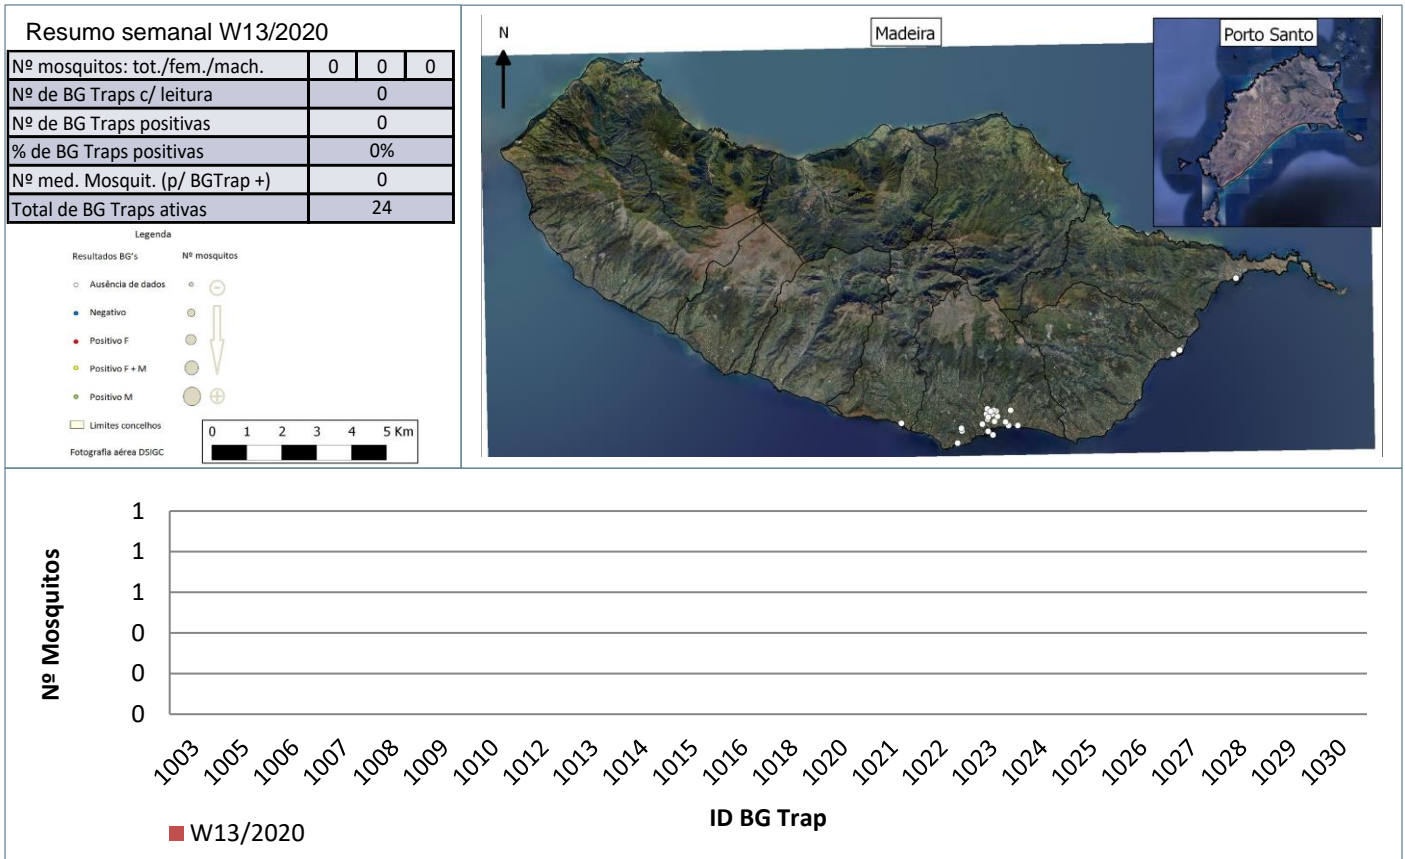 Resumo semanal W13/2020
Nº mosquitos: tot./fem./mach. 0 0 0
Nº de BG Traps c/ leitura 0
Nº de BG Traps positivas 0
% de BG Traps positivas 0%
Nº med. Mosquit. (p/ BGTrap +) 0
Total de BG Traps ativas 24
Legenda
Resultados BG's Nº mosquitos
Ausência de dados
Negativo
Positivo F
Positivo F + M
Positivo M
Limites concelhos
Fotografia aérea DSIGC
0 1 2 3 4 5 Km
N
Madeira
Porto Santo
Nº Mosquitos
1
1
1
0
0
0
1003 1005 1006 1007 1008 1009 1010 1012 1013 1014 1015 1016 1018 1020 1021 1022 1023 1024 1025 1026 1027 1028 1029 1030
ID BG Trap
W13/2020